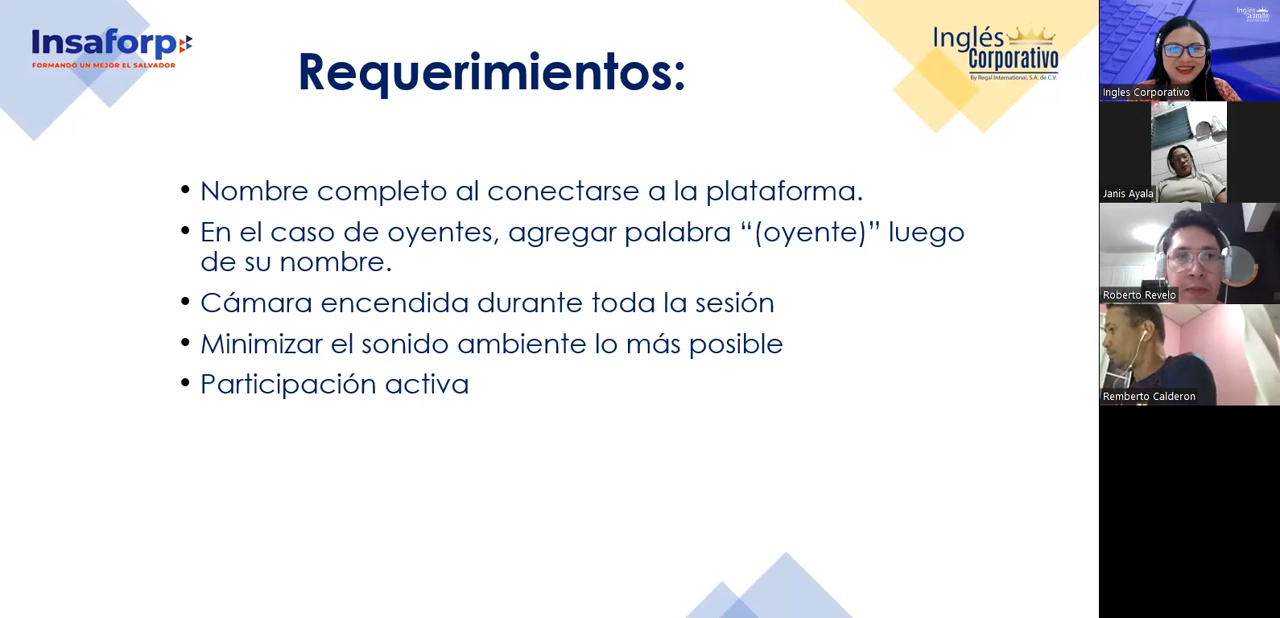 Insaforp
FORMANDO UN MEJOR EL SALVADOR
Requerimientos:
Inglés
Corporativo
By Regal International, S.A. de C.V.
• Nombre completo al conectarse a la plataforma.
• En el caso de oyentes, agregar palabra “(oyente)” luego
de su nombre.
• Cámara encendida durante toda la sesión
• Minimizar el sonido ambiente lo más posible
• Participación activa
Inglés
Ingles Corporativo
Janis Ayala
Roberto Revelo
Remberto Calderon